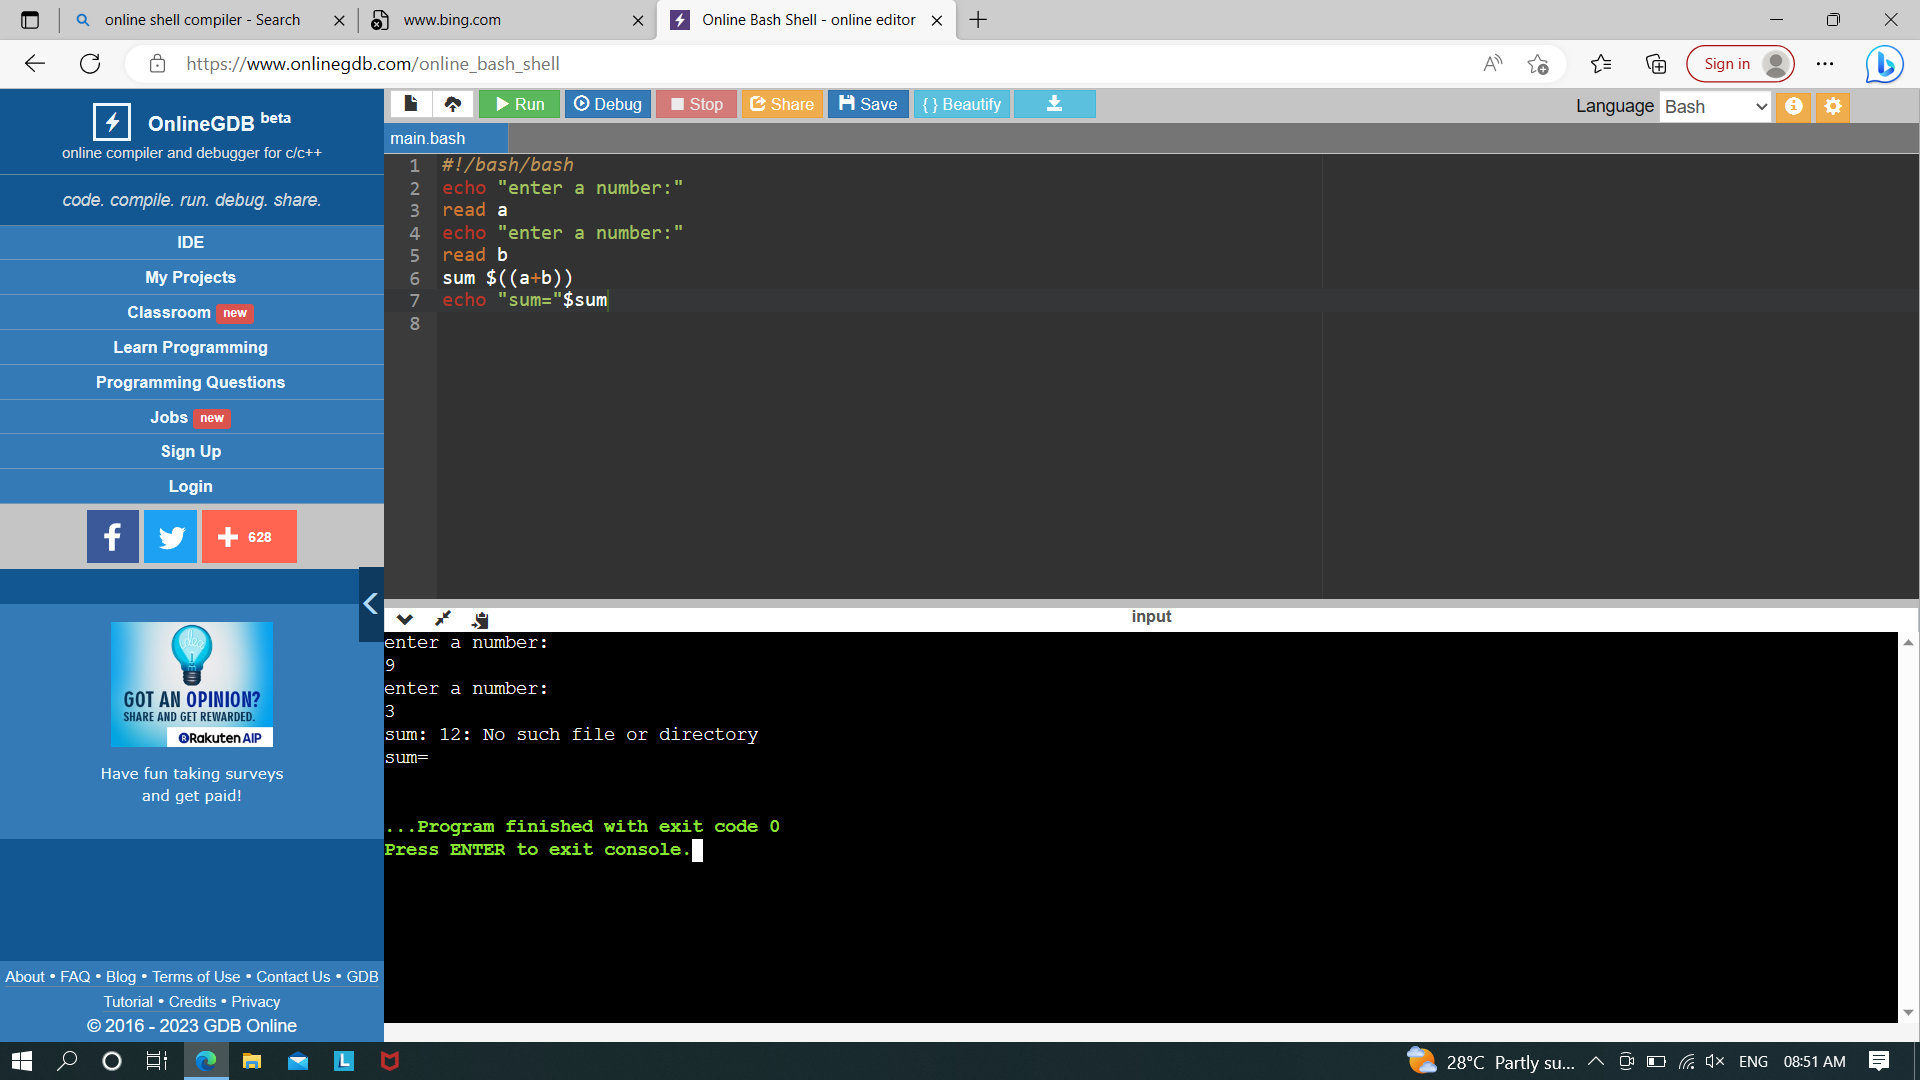 online shell compiler - Search
www.bing.com
Online Bash Shell - online editor
https://www.onlinegdb.com/online_bash_shell
Sign in
OnlineGDB beta
online compiler and debugger for c/c++
code. compile. run. debug. share.
IDE
My Projects
Classroom new
Learn Programming
Programming Questions
Jobs new
Sign Up
Login
628
GOT AN OPINION?
SHARE AND GET REWARDED.
Rakuten AIP
Have fun taking surveys
and get paid!
About • FAQ • Blog • Terms of Use • Contact Us • GDB
Tutorial • Credits • Privacy
© 2016 - 2023 GDB Online
Run Debug Stop Share Save { } Beautify
Language Bash
main.bash
1 #!/bash/bash
2 echo "enter a number:"
3 read a
4 echo "enter a number:"
5 read b
6 sum $((a+b))
7 echo "sum="$sum
8
input
enter a number:
9
enter a number:
3
sum: 12: No such file or directory
sum=
...Program finished with exit code 0
Press ENTER to exit console.
28°C Partly su... ENG 08:51 AM